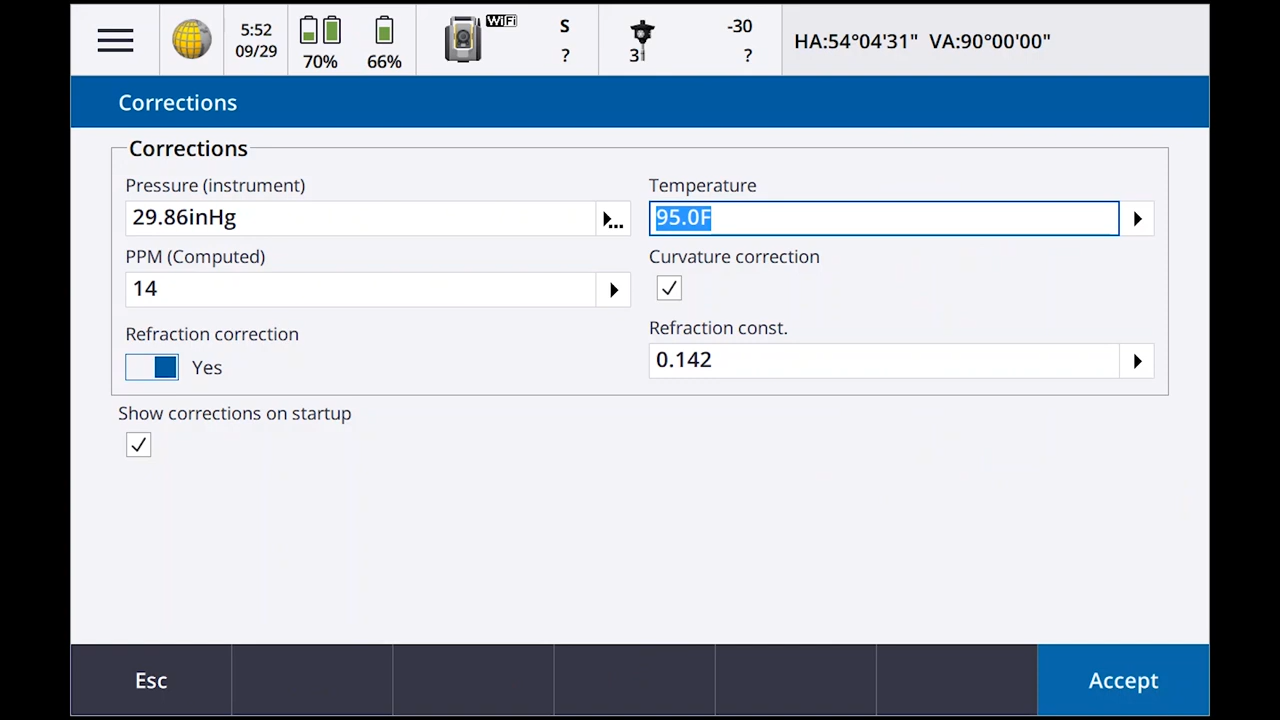 5:52
09/29
70%
66%
WiFi
S
?
3
-30
?
HA:54°04'31" VA:90°00'00"
Corrections
Corrections
Pressure (instrument)
Temperature
29.86inHg
...
95.0F
PPM (Computed)
Curvature correction
14
Refraction correction
Refraction const.
Yes
0.142
Show corrections on startup
Esc
Accept